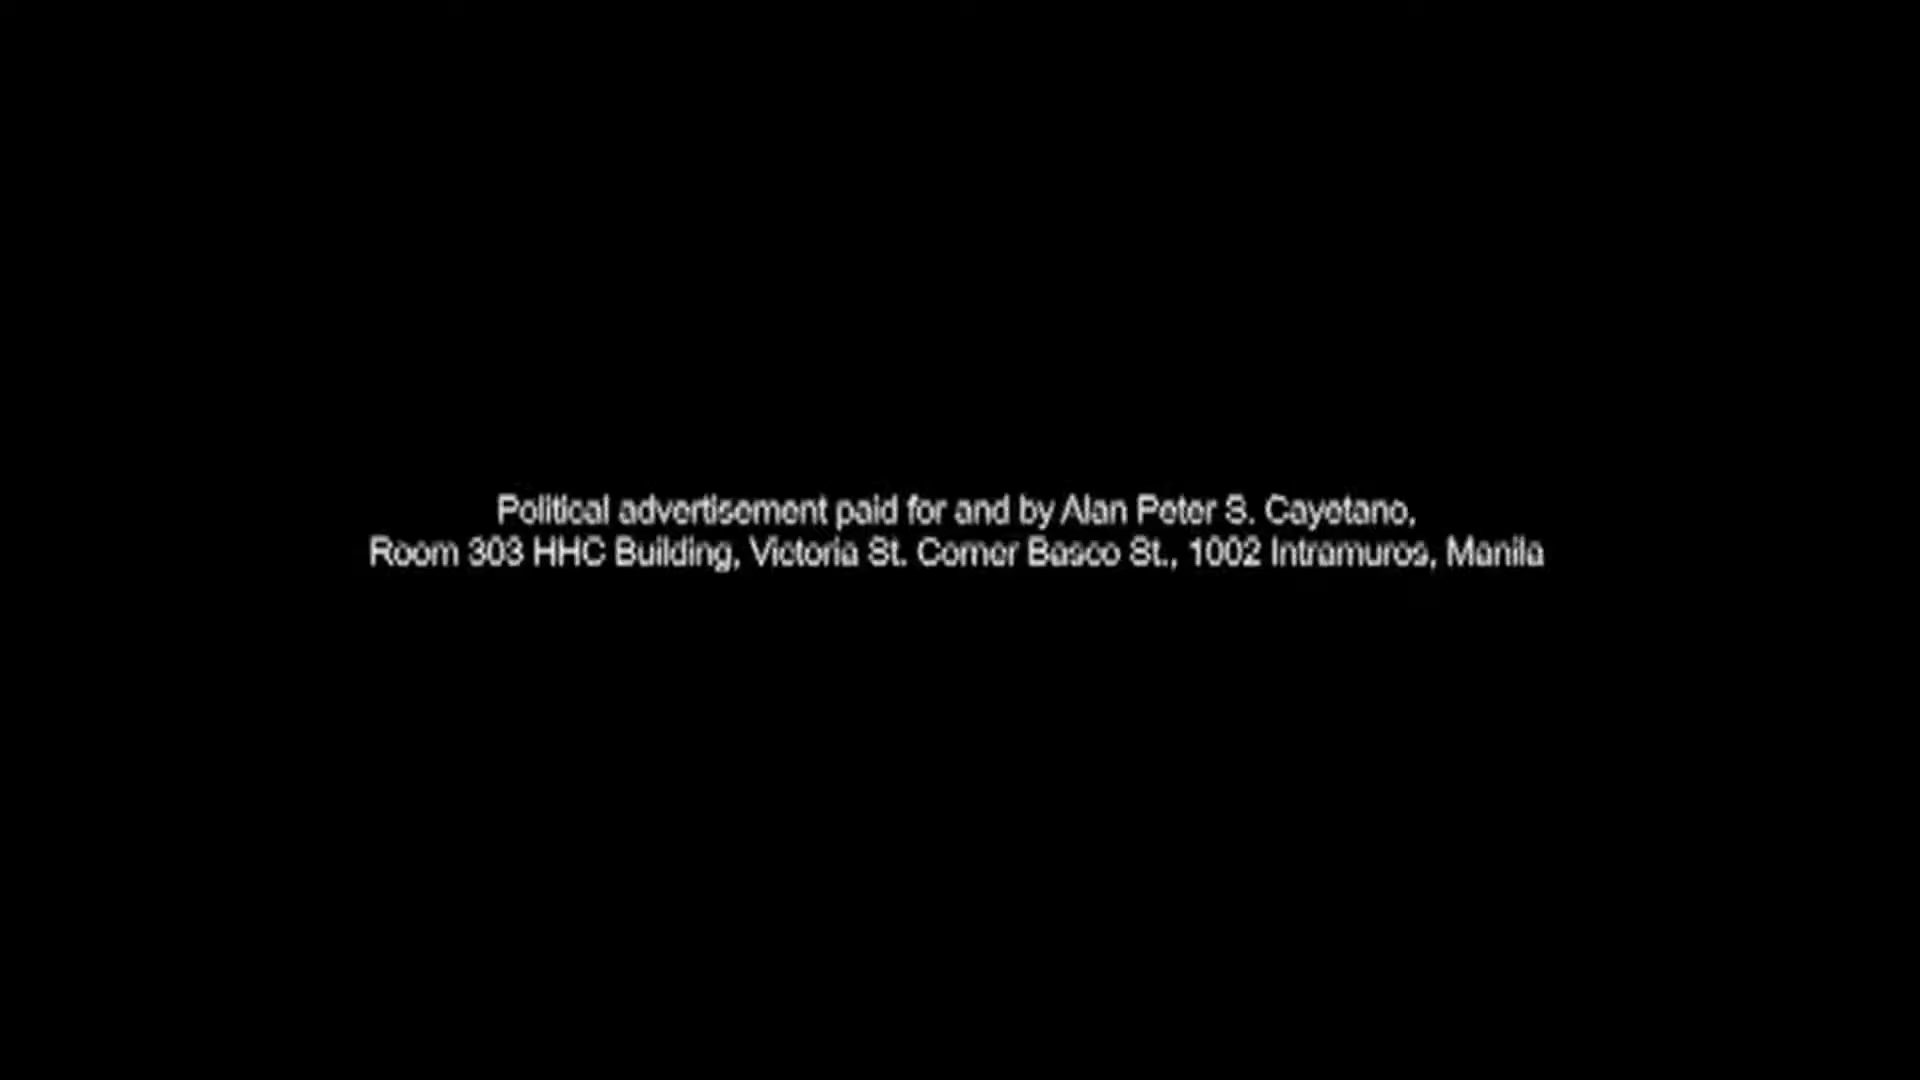 Political advertisement paid for and by Alan Peter S. Cayetano,
Room 303 HHC Building, Victoria St. Corner Basco St., 1002 Intramuros, Manila